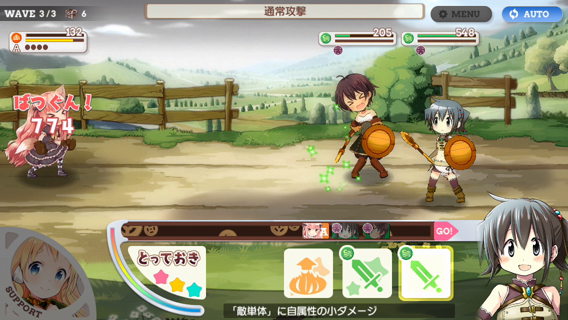 WAVE 3/3 6
通常攻撃
MENU
AUTO
132
A
205
548
ばつぐん!
774
A
GO!
とっておき
SUPPORT
「敵単体」に自属性の小ダメージ